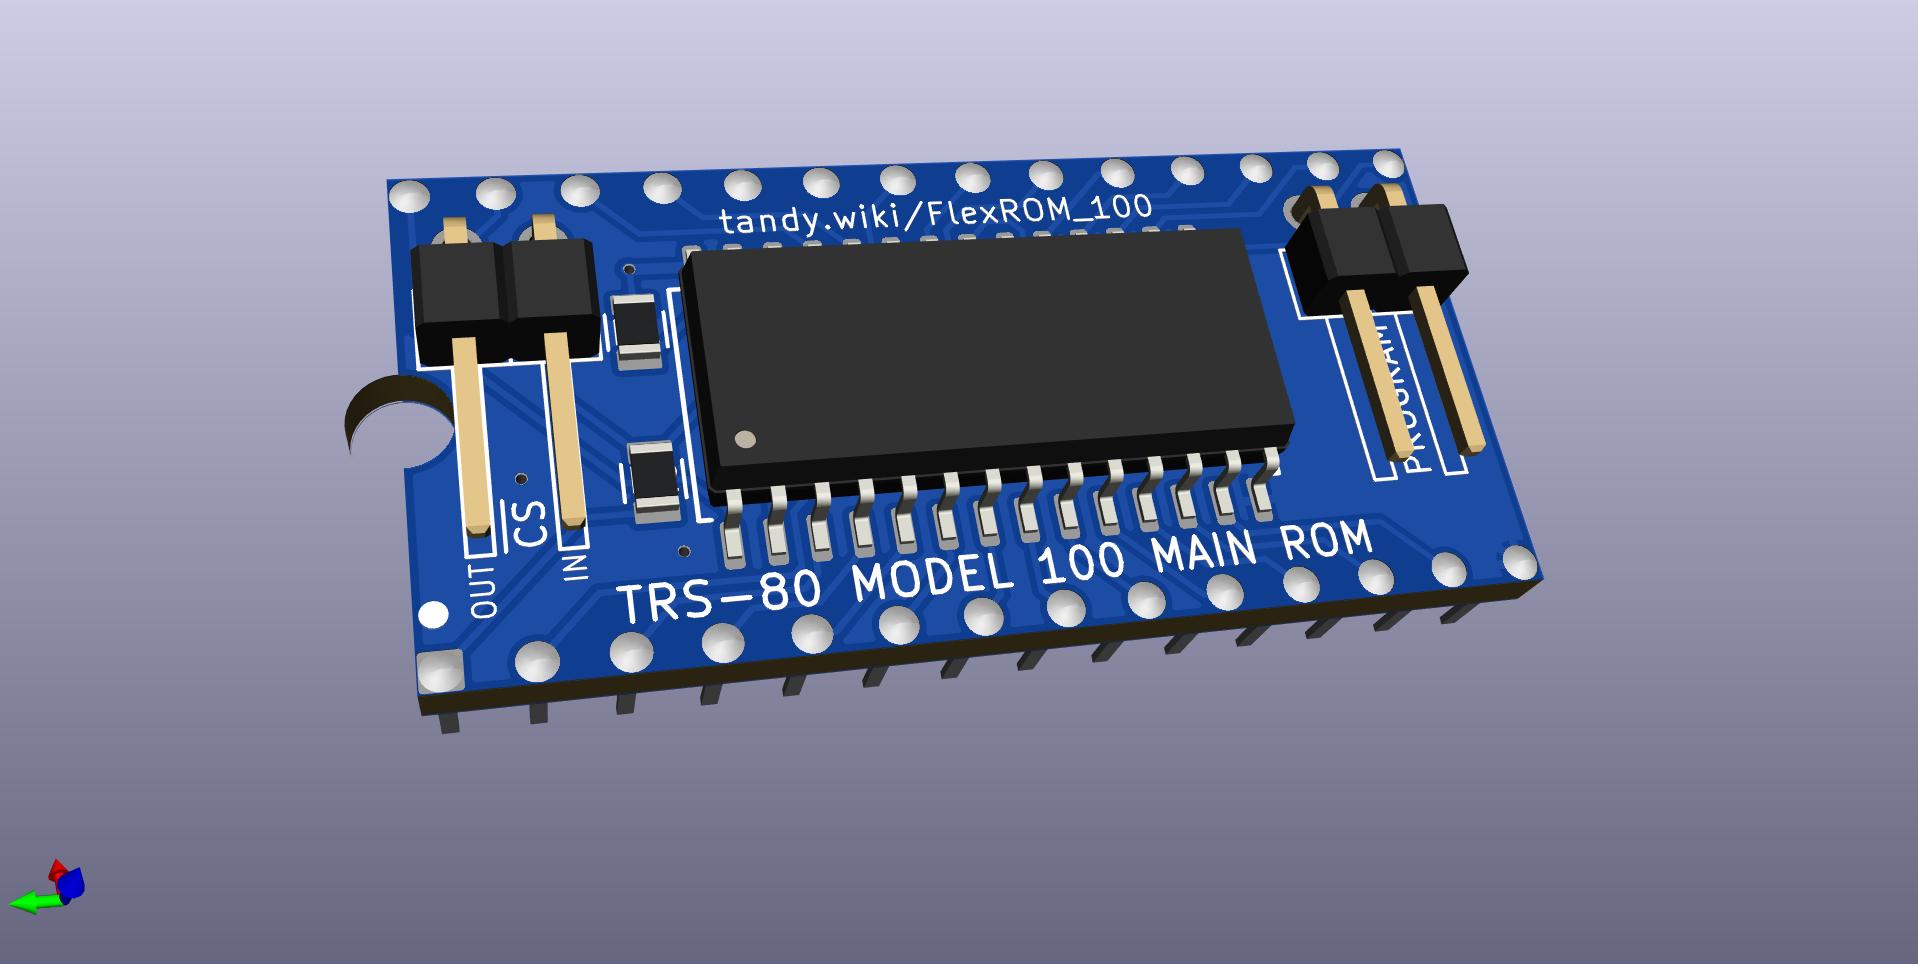 tandy.wiki/FlexROM_100
PROGRAM
CS
OUT
IN
TRS-80 MODEL 100 MAIN ROM